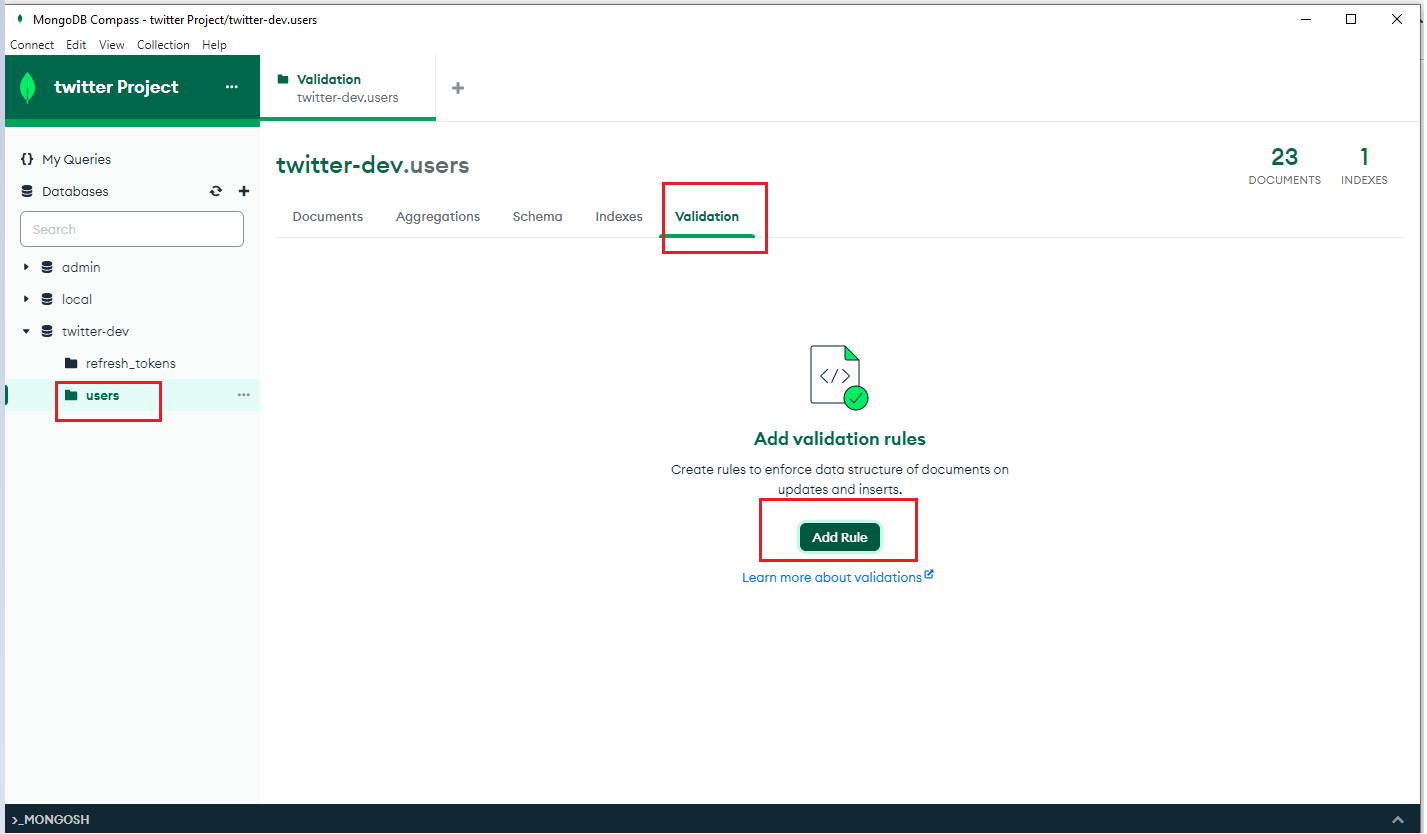 MongoDB Compass - twitter Project/twitter-dev.users
Connect Edit View Collection Help
twitter Project
Validation
twitter-dev.users
My Queries
Databases
Search
admin
local
twitter-dev
refresh_tokens
users
twitter-dev.users
23
DOCUMENTS
1
INDEXES
Documents Aggregations Schema Indexes Validation
</>
Add validation rules
Create rules to enforce data structure of documents on
updates and inserts.
Add Rule
Learn more about validations
>_MONGOSH